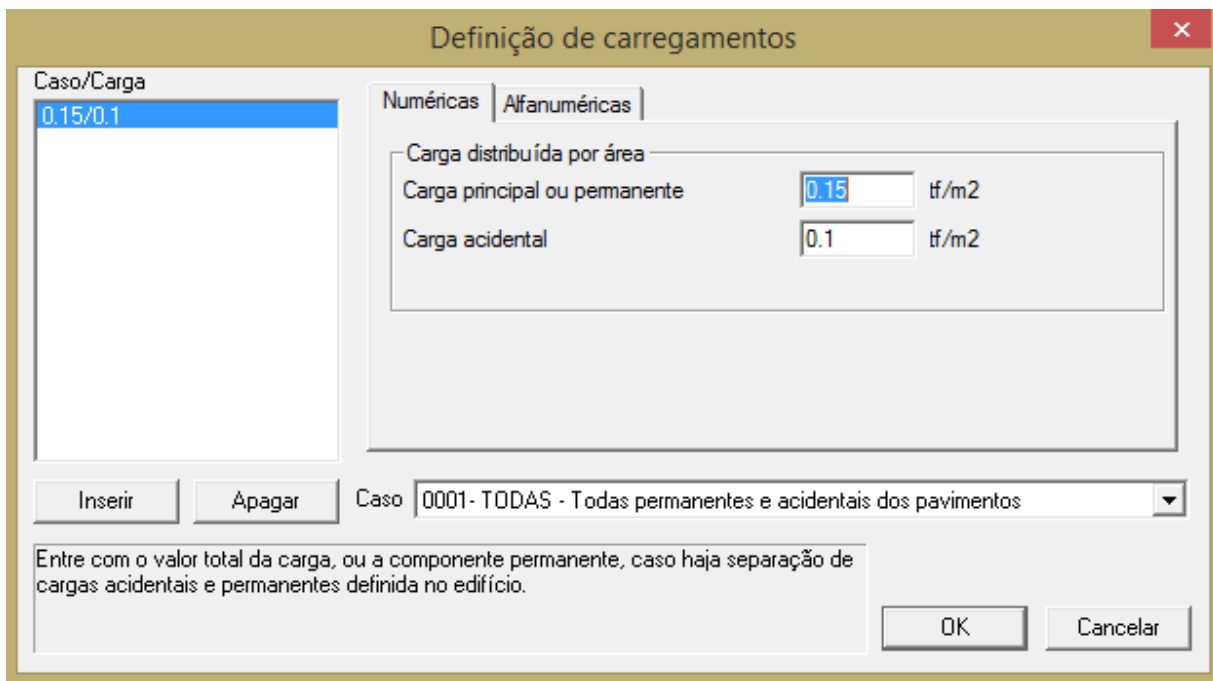 Definição de carregamentos
Caso/Carga
0.15/0.1
Numéricas
Alfanuméricas
Carga distribuída por área
Carga principal ou permanente 0.15 tf/m2
Carga acidental 0.1 tf/m2
Inserir
Apagar
Caso 0001- TODAS - Todas permanentes e acidentais dos pavimentos
Entre com o valor total da carga, ou a componente permanente, caso haja separação de
cargas acidentais e permanentes definida no edifício.
OK
Cancelar